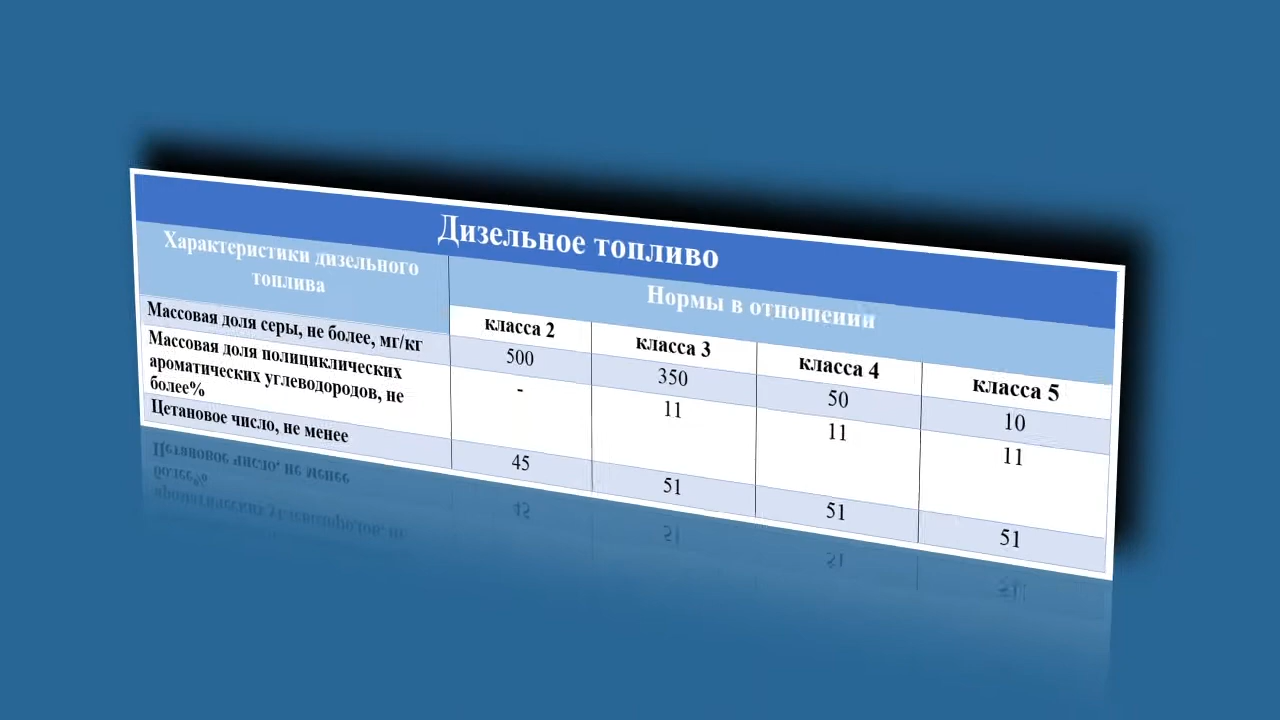 Дизельное топливо
Характеристики дизельного
топлива
Нормы в отношении
класса 2
класса 3
класса 4
класса 5
Массовая доля серы, не более, мг/кг
500
350
50
10
Массовая доля полициклических
ароматических углеводородов, не
более%
-
11
11
11
Цетановое число, не менее
45
51
51
51